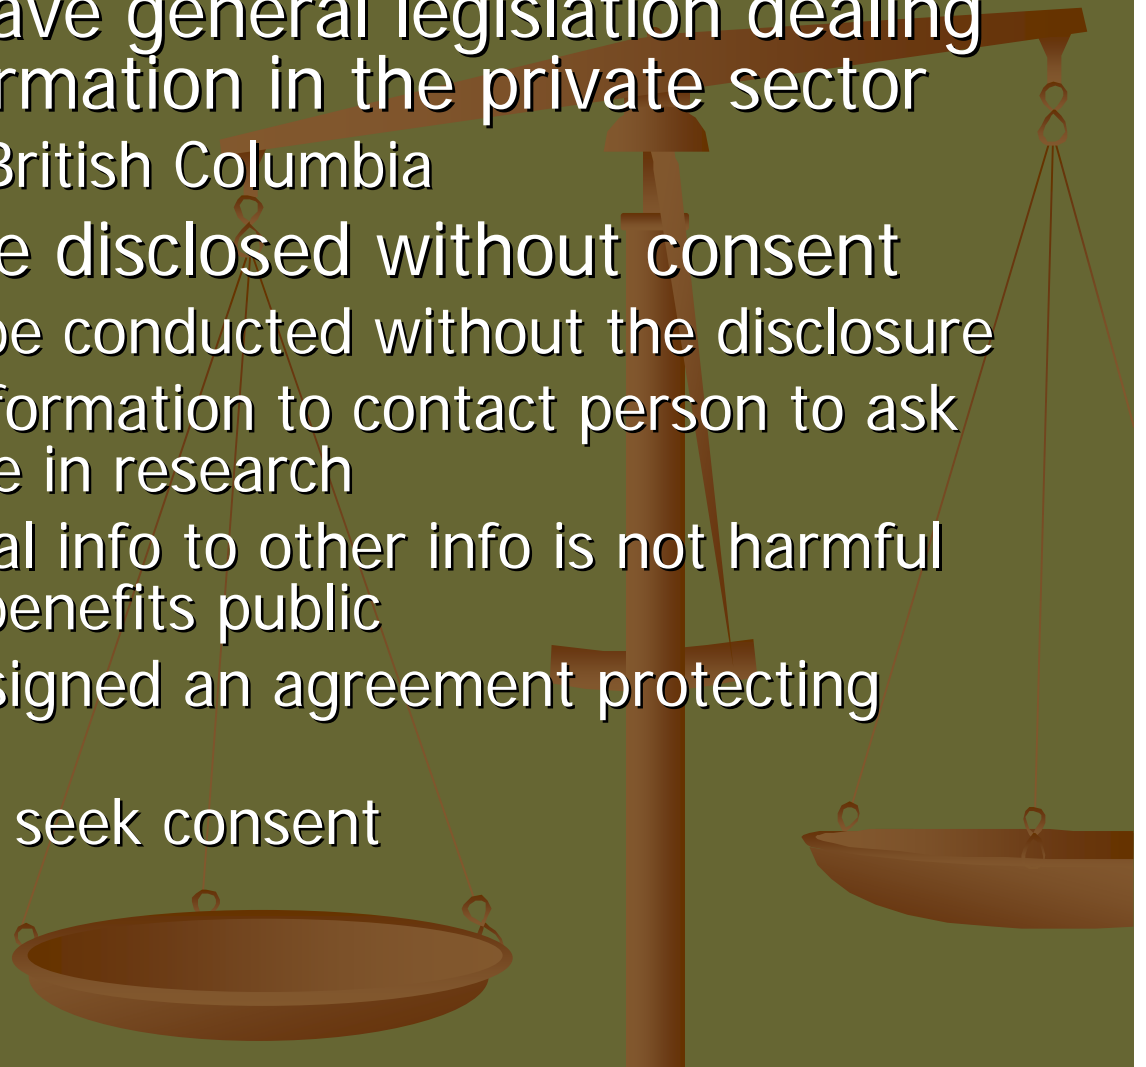 ave general legislation dealing
rmation in the private sector
British Columbia
e disclosed without consent
be conducted without the disclosure
formation to contact person to ask
e in research
al info to other info is not harmful
benefits public
signed an agreement protecting
seek consent